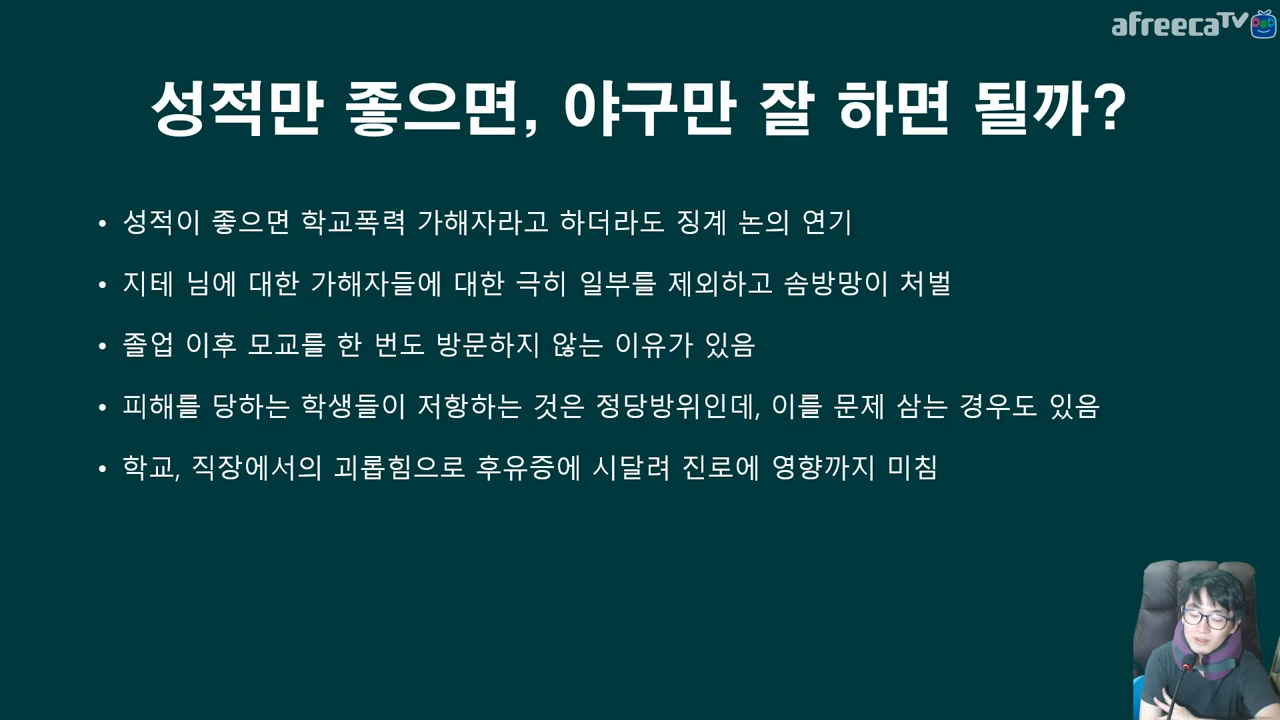 afreecaTV
성적만 좋으면, 야구만 잘 하면 될까?
• 성적이 좋으면 학교폭력 가해자라고 하더라도 징계 논의 연기
• 지테 님에 대한 가해자들에 대한 극히 일부를 제외하고 솜방망이 처벌
• 졸업 이후 모교를 한 번도 방문하지 않는 이유가 있음
• 피해를 당하는 학생들이 저항하는 것은 정당방위인데, 이를 문제 삼는 경우도 있음
• 학교, 직장에서의 괴롭힘으로 후유증에 시달려 진로에 영향까지 미침